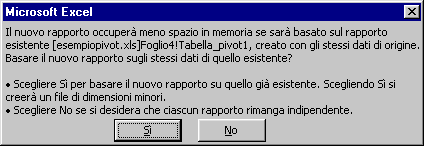 Microsoft Excel
Il nuovo rapporto occuperà meno spazio in memoria se sarà basato sul rapporto
esistente [esempiopivot.xls]Foglio4!Tabella_pivot1, creato con gli stessi dati di origine.
Basare il nuovo rapporto sugli stessi dati di quello esistente?
• Scegliere Sì per basare il nuovo rapporto su quello già esistente. Scegliendo Sì si
creerà un file di dimensioni minori.
• Scegliere No se si desidera che ciascun rapporto rimanga indipendente.
Sì No